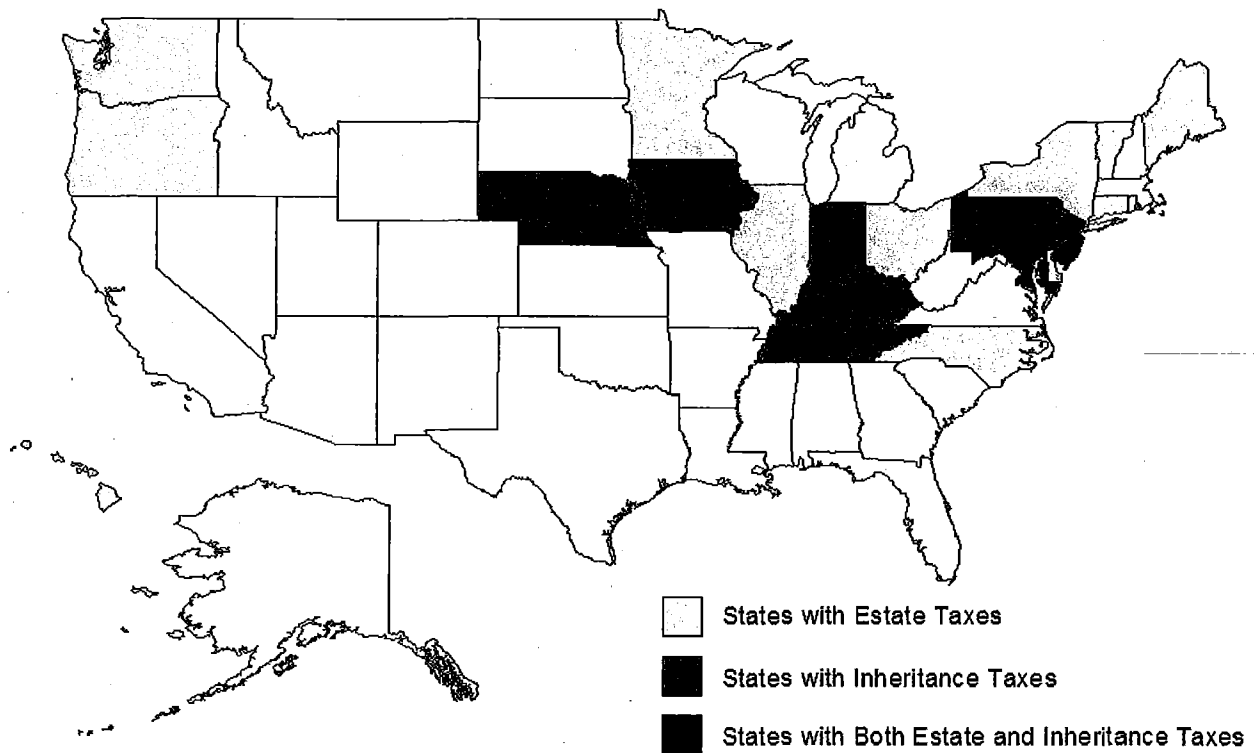 States with Estate Taxes
States with Inheritance Taxes
States with Both Estate and Inheritance Taxes